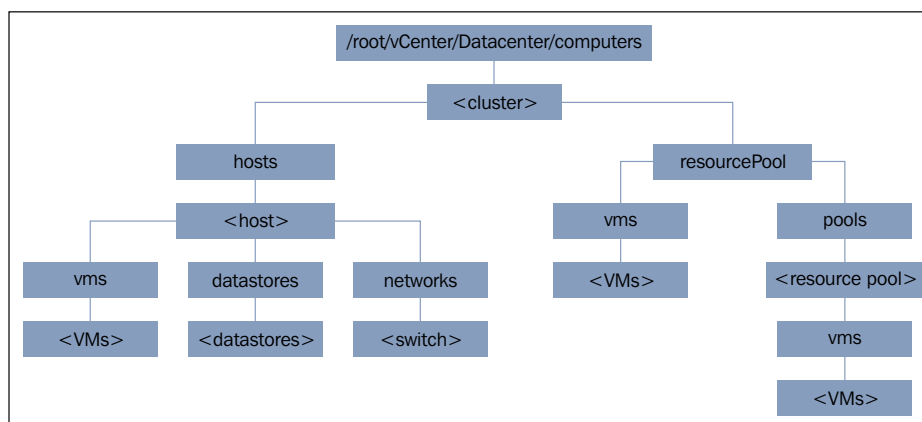 /root/vCenter/Datacenter/computers
<cluster>
hosts
resourcePool
<host>
vms
pools
vms
datastores
networks
<VMs>
<resource pool>
<VMs>
<datastores>
<switch>
vms
<VMs>